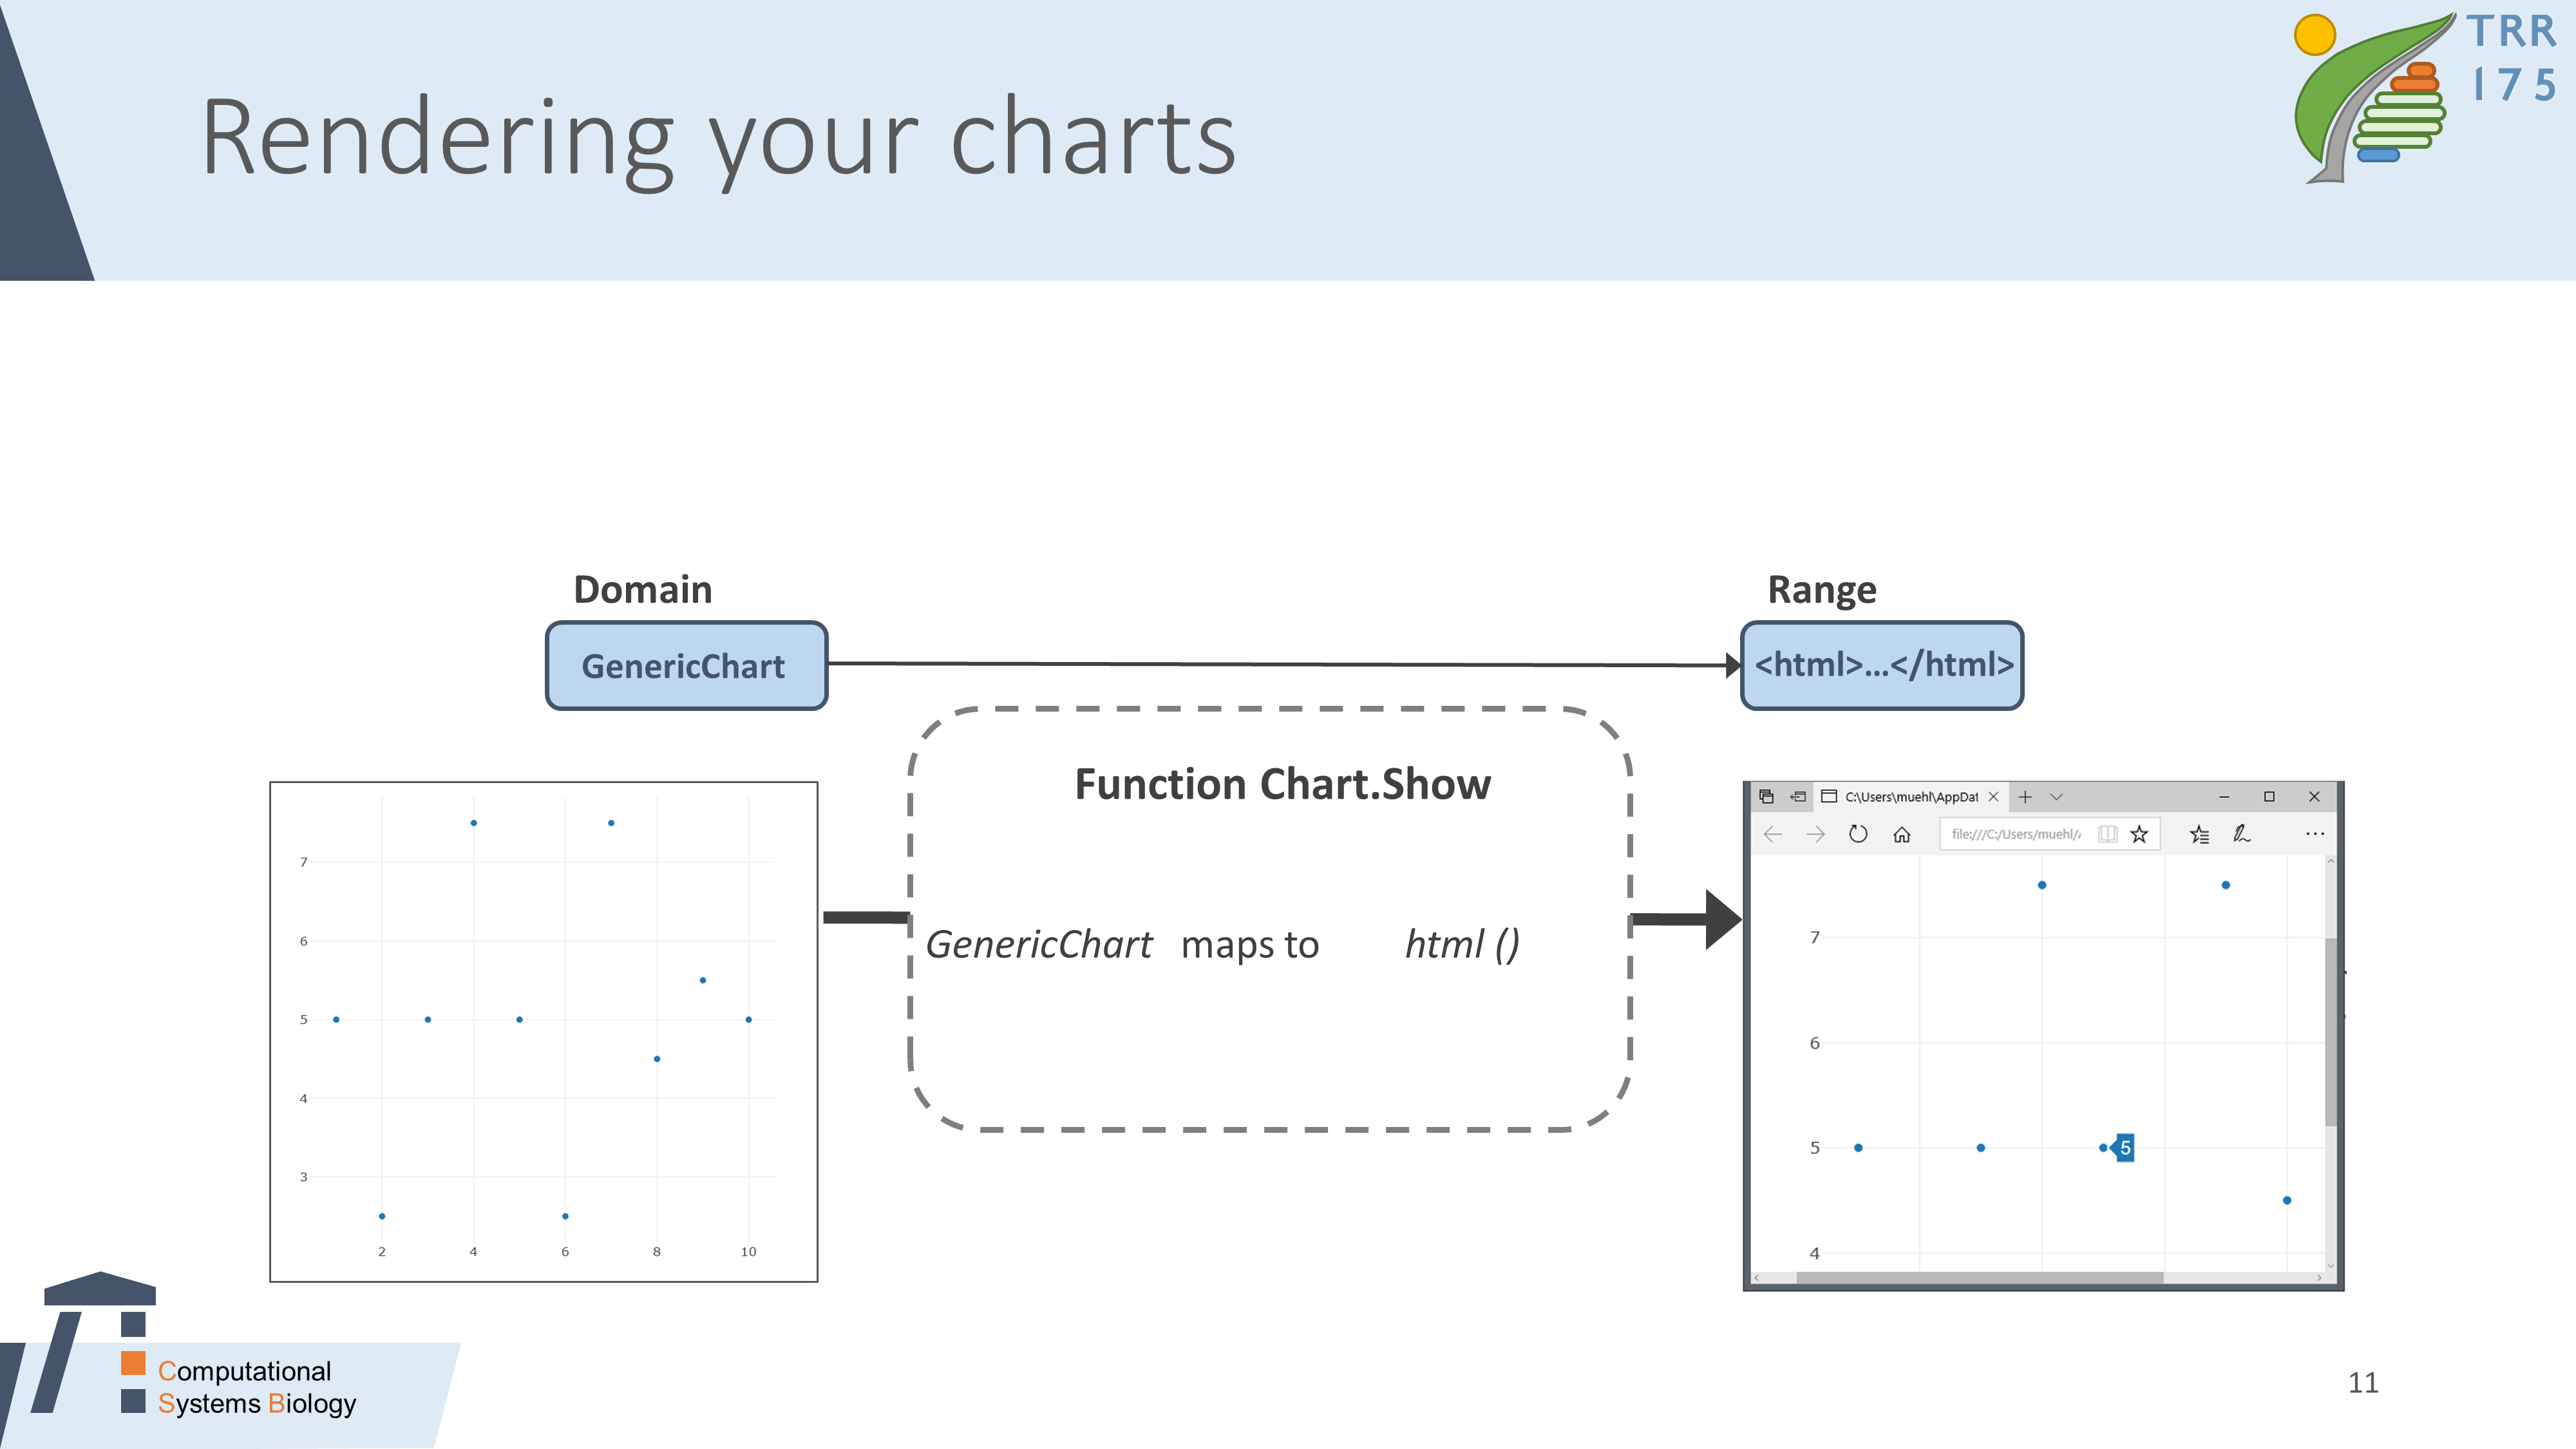 Rendering your charts
TRR
175
Domain
Range
GenericChart
<html>...</html>
Function Chart.Show
GenericChart maps to html ()
7
6
5
4
3
2 4 6 8 10
C:\Users\muehl\AppDat
file:///C:/Users/muehl/
7
6
5
5
4
Computational
Systems Biology
11